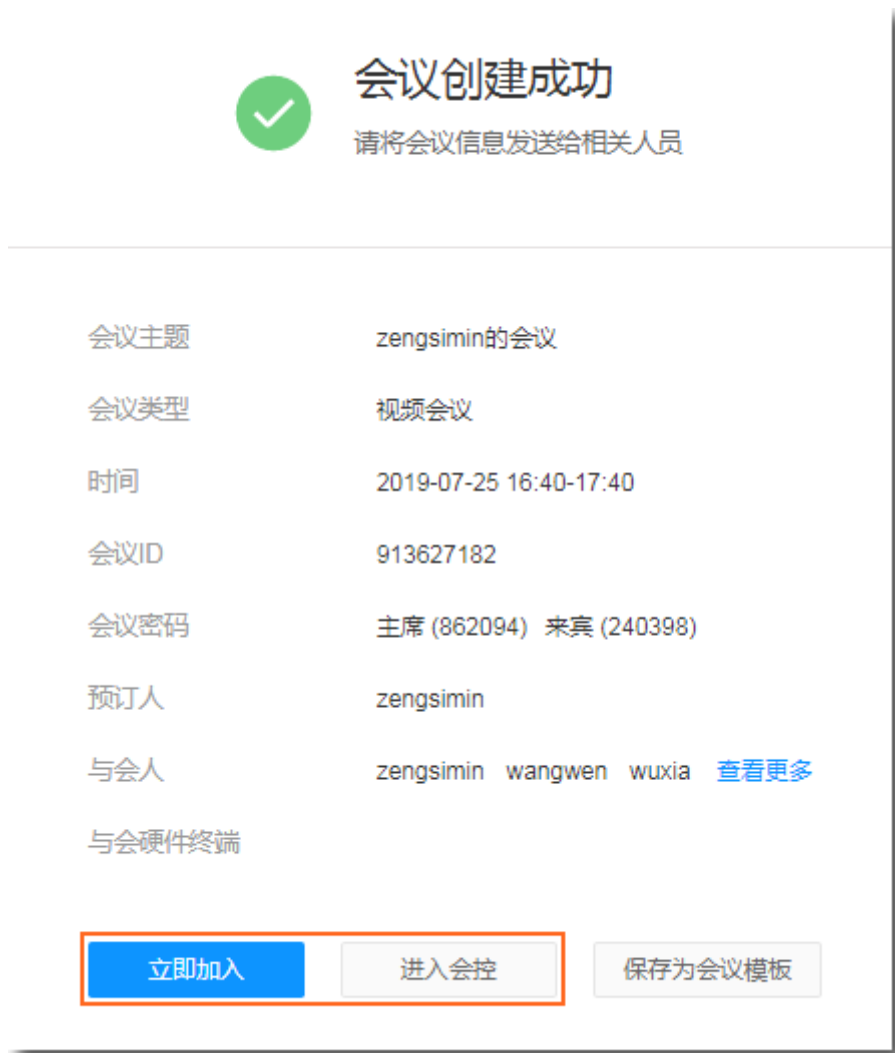 会议创建成功
请将会议信息发送给相关人员
会议主题 zengsimin的会议
会议类型 视频会议
时间 2019-07-25 16:40-17:40
会议ID 913627182
会议密码 主席 (862094) 来宾 (240398)
预订人 zengsimin
与会人 zengsimin wangwen wuxia 查看更多
与会硬件终端
立即加入 进入会控 保存为会议模板